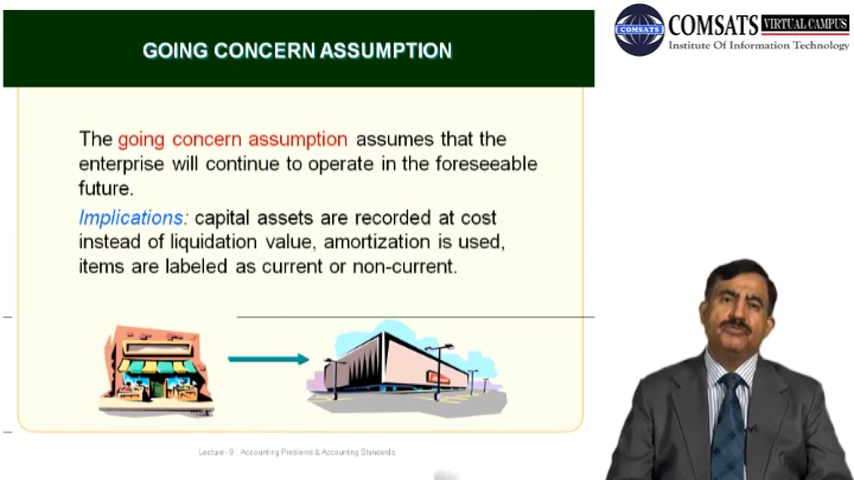 GOING CONCERN ASSUMPTION
COMSATS VIRTUAL CAMPUS
Institute Of Information Technology
COMSATS
The going concern assumption assumes that the
enterprise will continue to operate in the foreseeable
future.
Implications: capital assets are recorded at cost
instead of liquidation value, amortization is used,
items are labeled as current or non-current.
Lecture - 9 : Accounting Problems & Accounting Standards